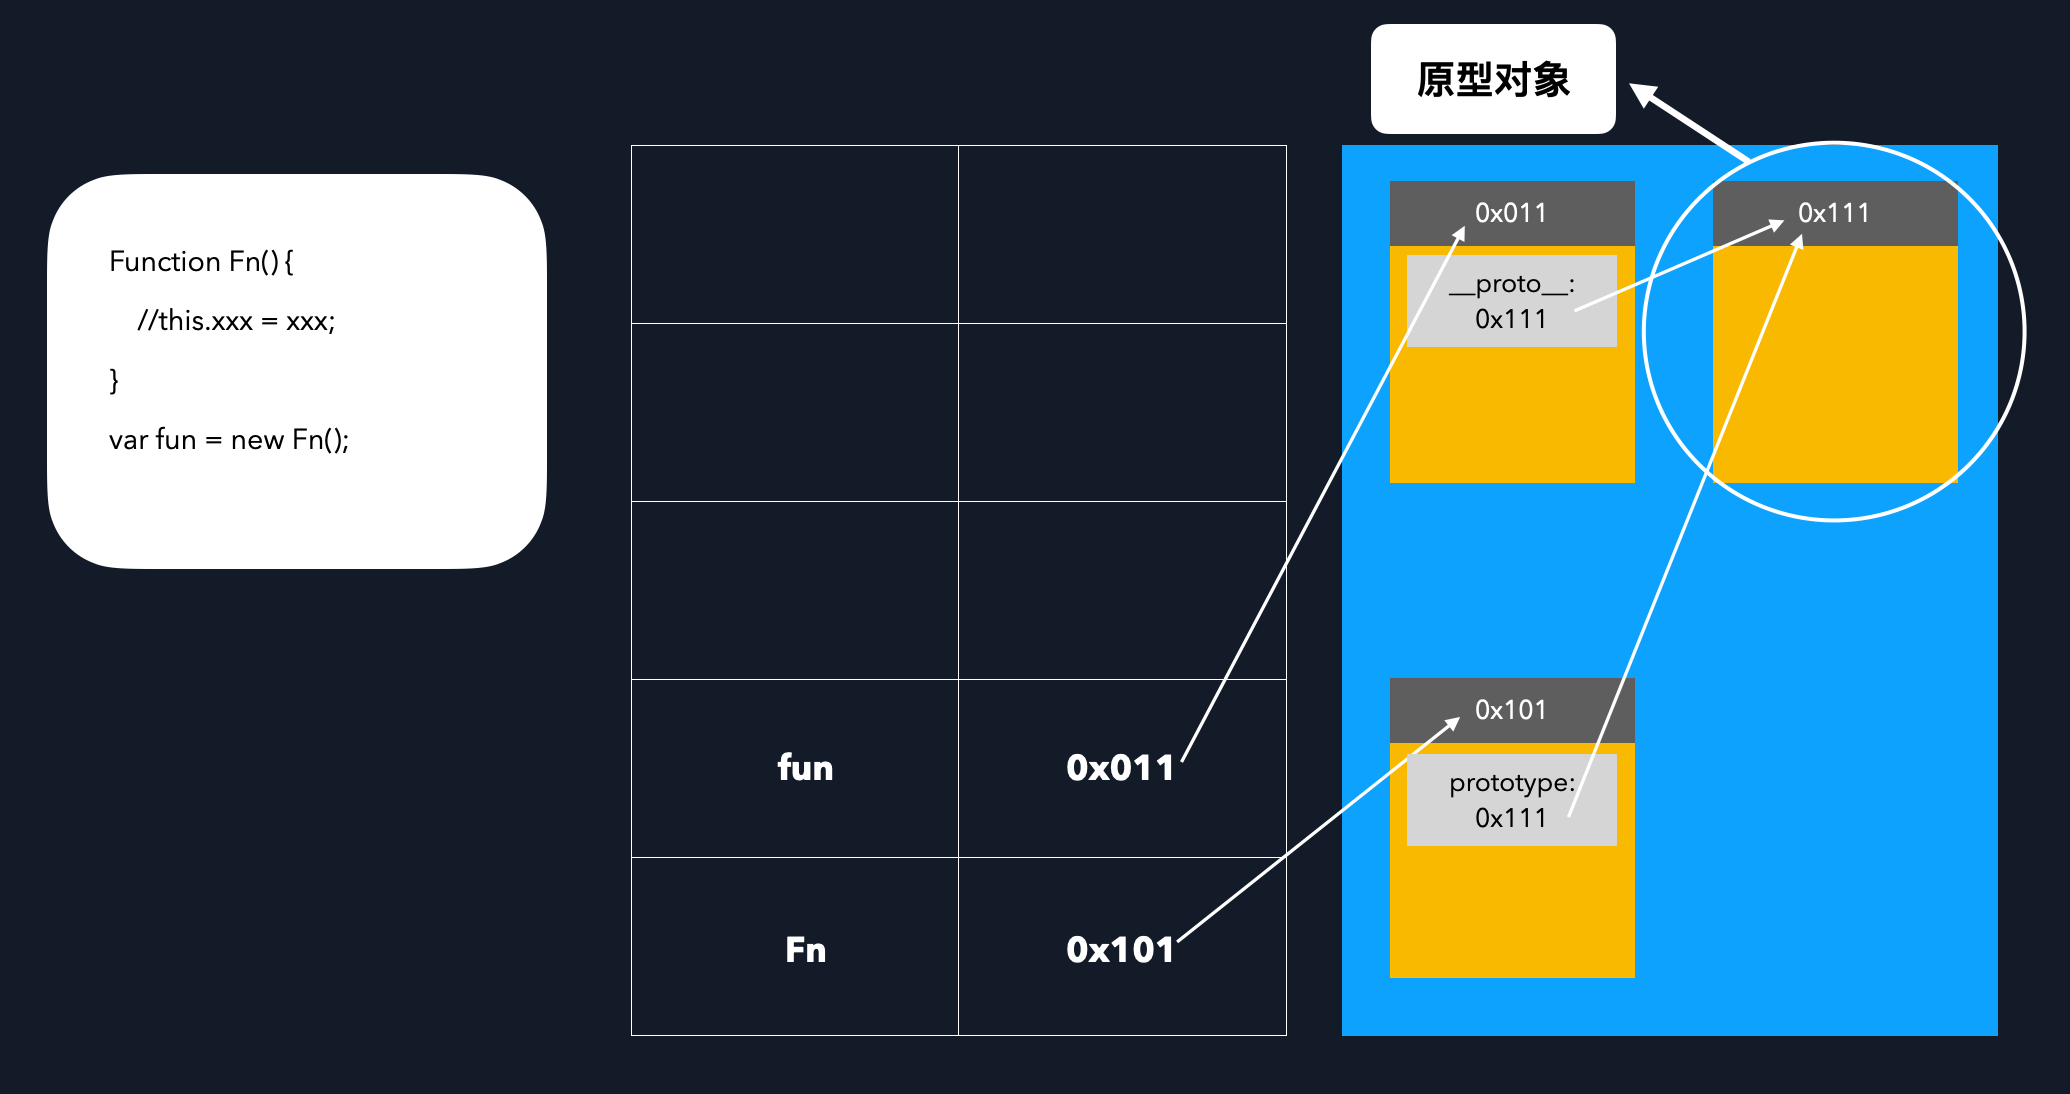 原型对象
Function Fn() {
//this.xxx = xxx;
}
var fun = new Fn();
0x011
0x111
__proto__:
0x111
0x101
prototype:
0x111
fun 0x011
Fn 0x101